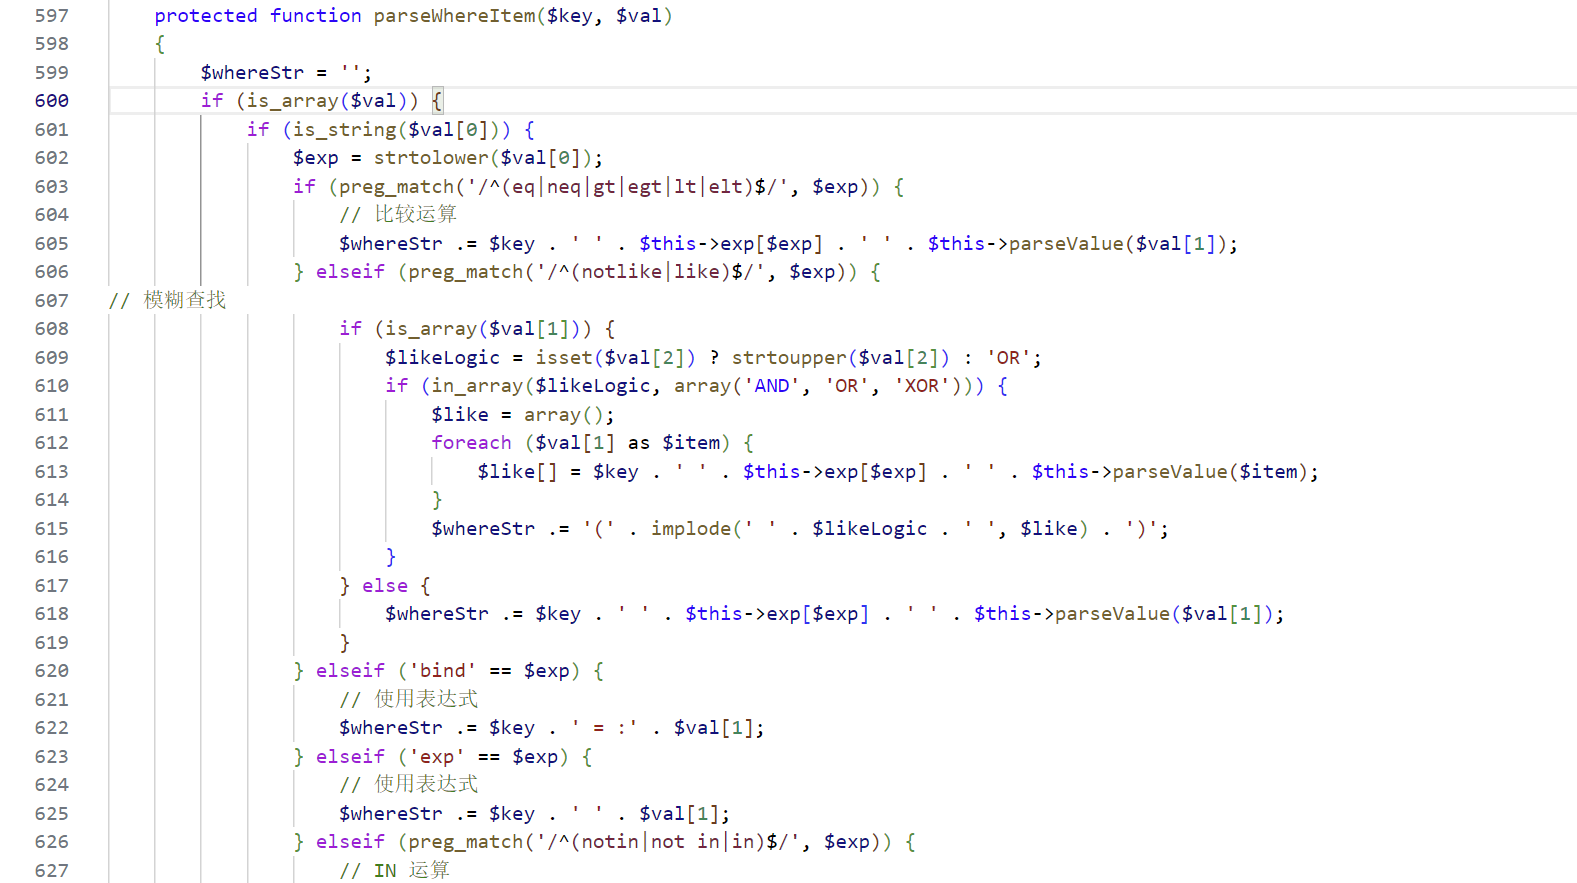 597 protected function parseWhereItem($key, $val)
598 {
599 $whereStr = '';
600 if (is_array($val)) {
601 if (is_string($val[0])) {
602 $exp = strtolower($val[0]);
603 if (preg_match('/^(eq|neq|gt|egt|lt|elt)$/', $exp)) {
604 // 比较运算
605 $whereStr .= $key . ' ' . $this->exp[$exp] . ' ' . $this->parseValue($val[1]);
606 } elseif (preg_match('/^(notlike|like)$/', $exp)) {
607 // 模糊查找
608 if (is_array($val[1])) {
609 $likeLogic = isset($val[2]) ? strtoupper($val[2]) : 'OR';
610 if (in_array($likeLogic, array('AND', 'OR', 'XOR'))) {
611 $like = array();
612 foreach ($val[1] as $item) {
613 $like[] = $key . ' ' . $this->exp[$exp] . ' ' . $this->parseValue($item);
614 }
615 $whereStr .= '(' . implode(' ' . $likeLogic . ' ', $like) . ')';
616 }
617 } else {
618 $whereStr .= $key . ' ' . $this->exp[$exp] . ' ' . $this->parseValue($val[1]);
619 }
620 } elseif ('bind' == $exp) {
621 // 使用表达式
622 $whereStr .= $key . ' = :' . $val[1];
623 } elseif ('exp' == $exp) {
624 // 使用表达式
625 $whereStr .= $key . ' ' . $val[1];
626 } elseif (preg_match('/^(notin|not in|in)$/', $exp)) {
627 // IN 运算